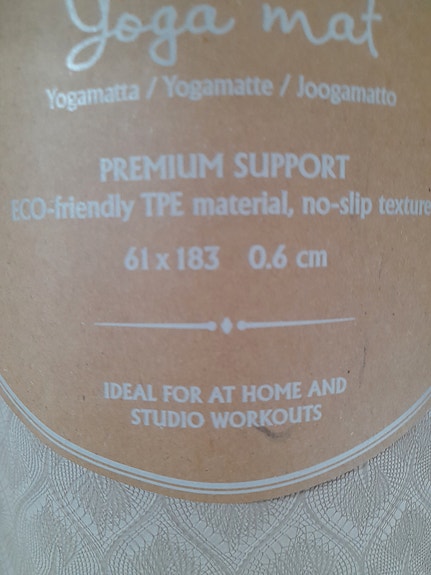 Yoga mat
Yogamatta / Yogamatte / Joogamatto
PREMIUM SUPPORT
ECO-friendly TPE material, no-slip texture
61 x 183 0.6 cm
IDEAL FOR AT HOME AND
STUDIO WORKOUTS